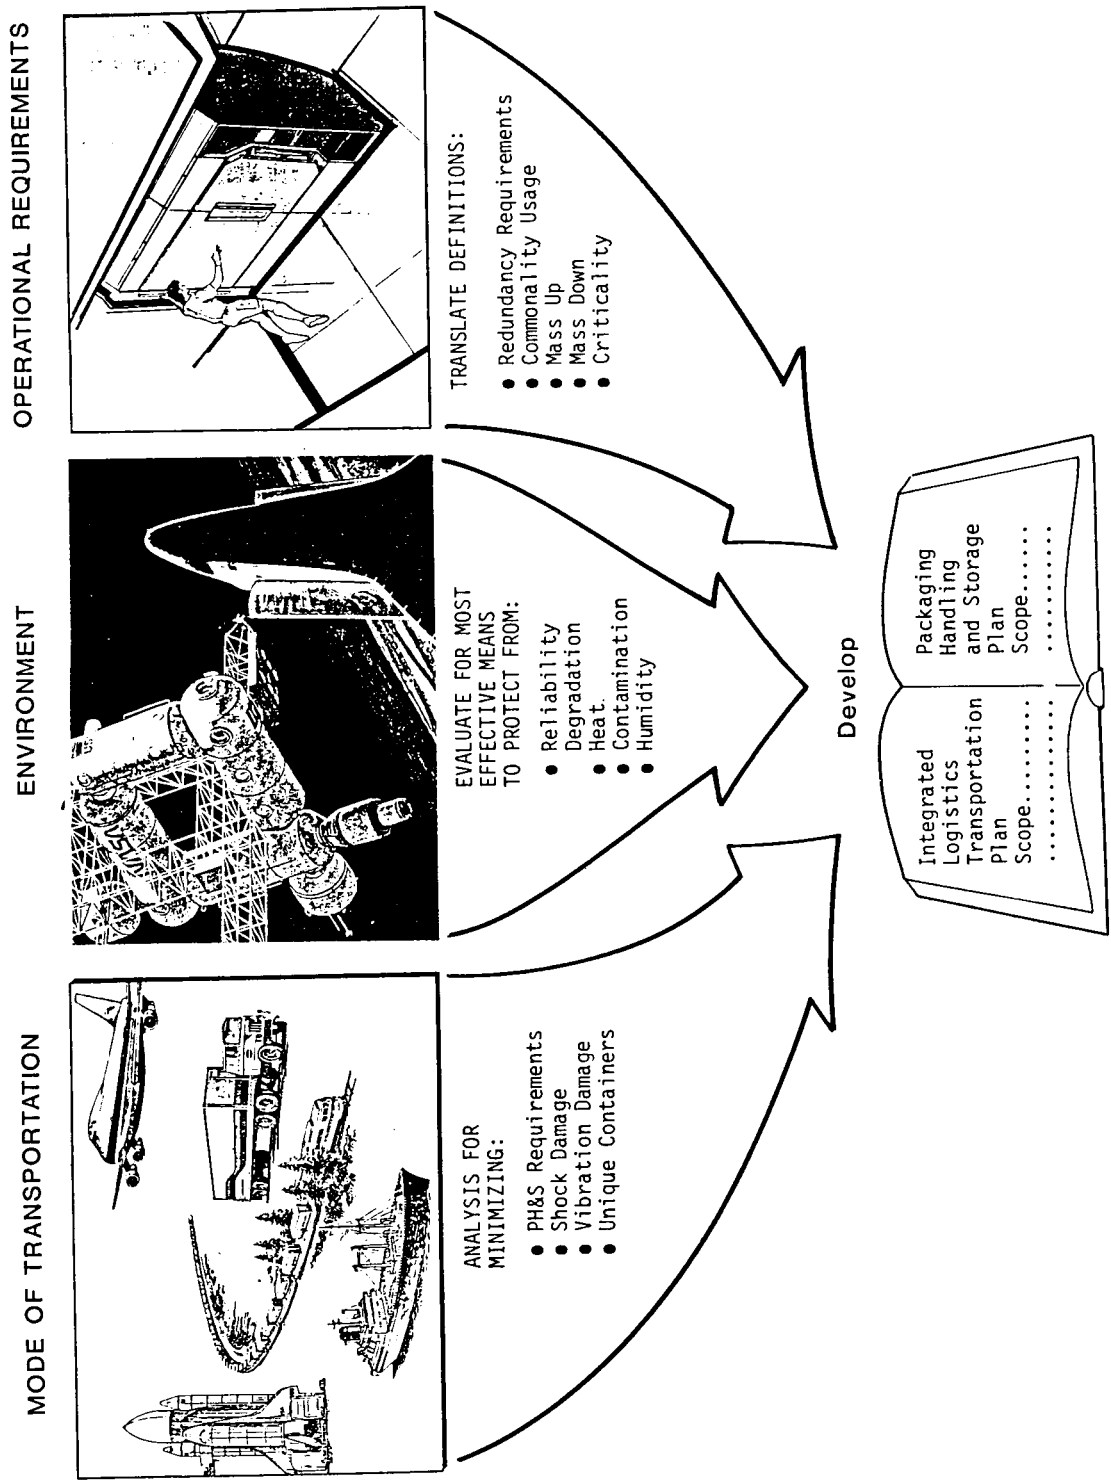 MODE OF TRANSPORTATION
ANALYSIS FOR
MINIMIZING:
● PH&S Requirements
● Shock Damage
● Vibration Damage
● Unique Containers
ENVIRONMENT
EVALUATE FOR MOST
EFFECTIVE MEANS
TO PROTECT FROM:
● Reliability
Degradation
● Heat.
● Contamination
● Humidity
OPERATIONAL REQUIREMENTS
TRANSLATE DEFINITIONS:
● Redundancy Requirements
● Commonality Usage
● Mass Up
● Mass Down
● Criticality
Develop
Integrated
Logistics
Transportation
Plan
Scope.........
..............
Packaging
Handling
and Storage
Plan
Scope......
...........